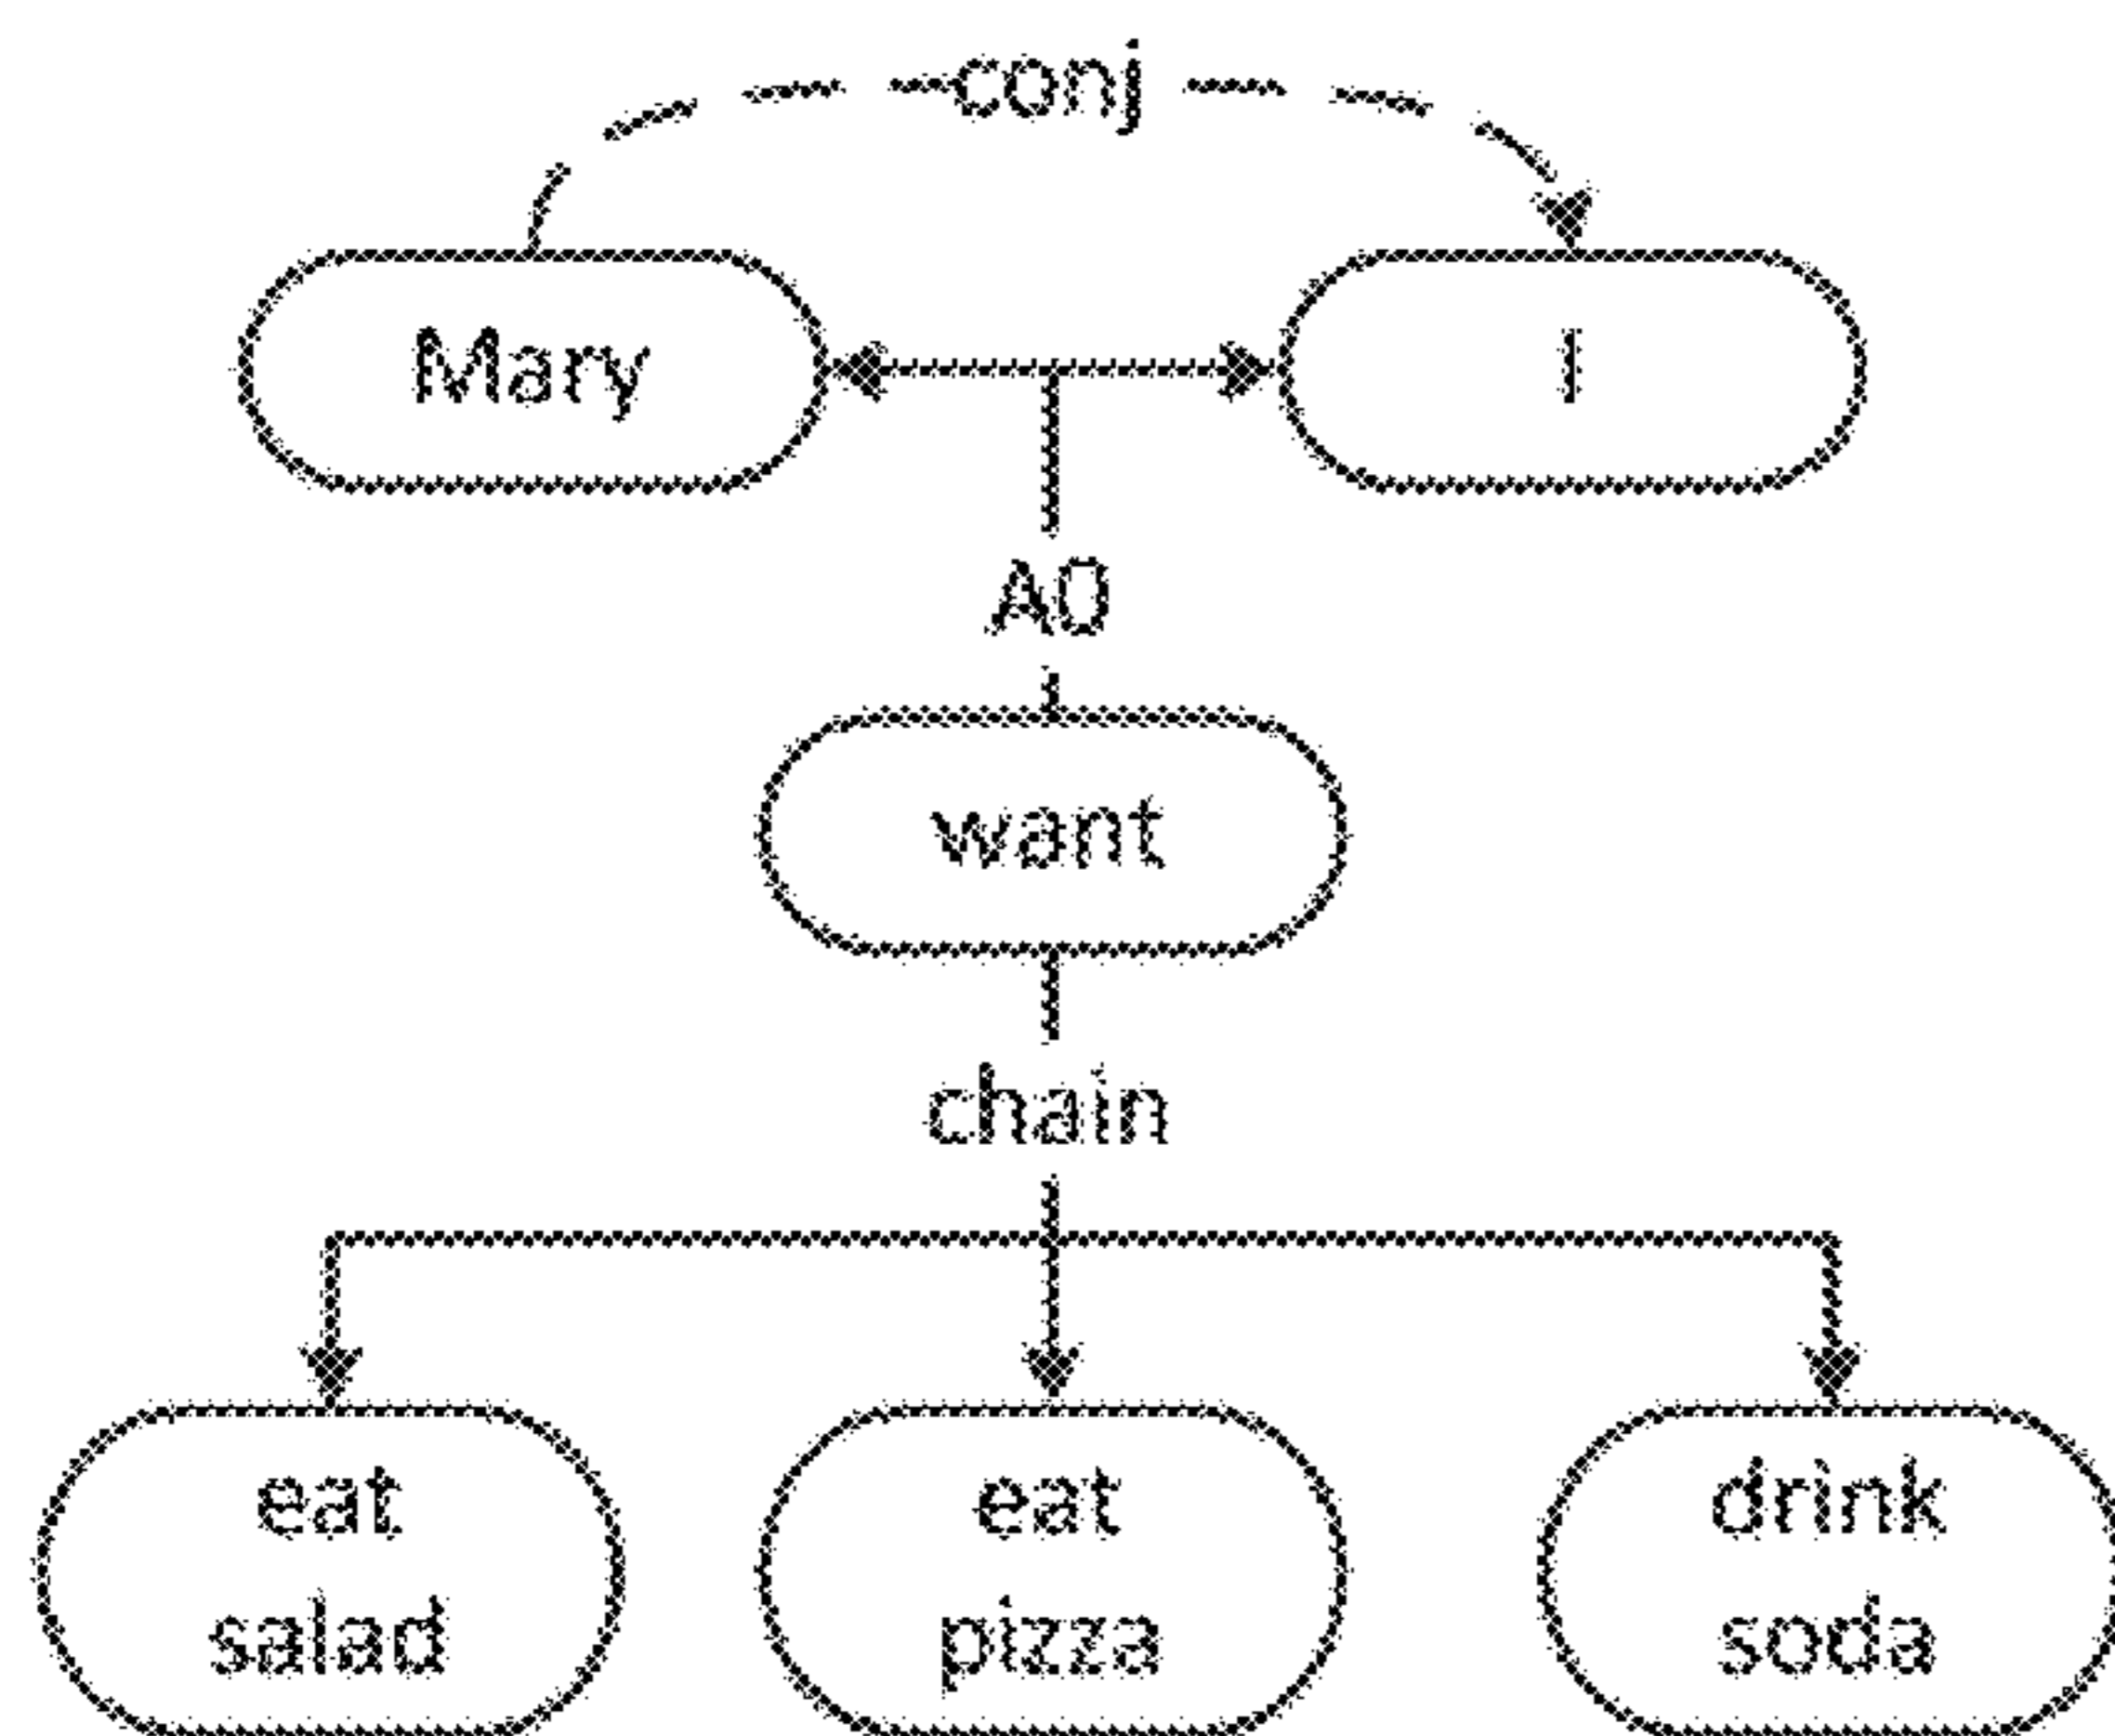 conj
Mary
I
A0
want
chain
eat
salad
eat
pizza
drink
soda